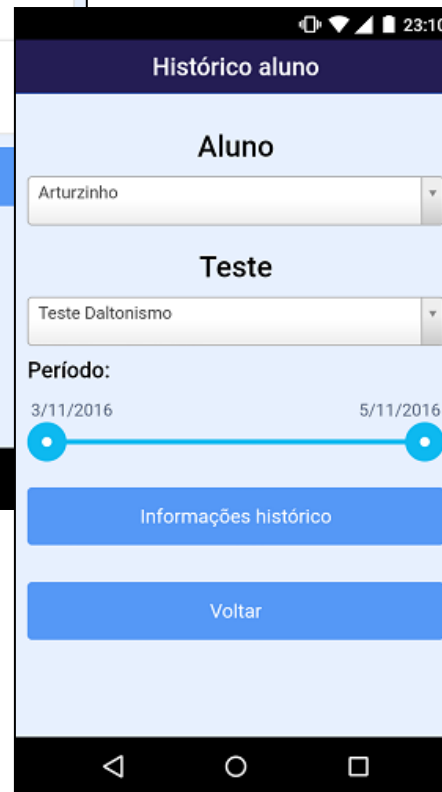 23:10
Histórico aluno
Aluno
Arturzinho
Teste
Teste Daltonismo
Período:
3/11/2016 5/11/2016
Informações histórico
Voltar